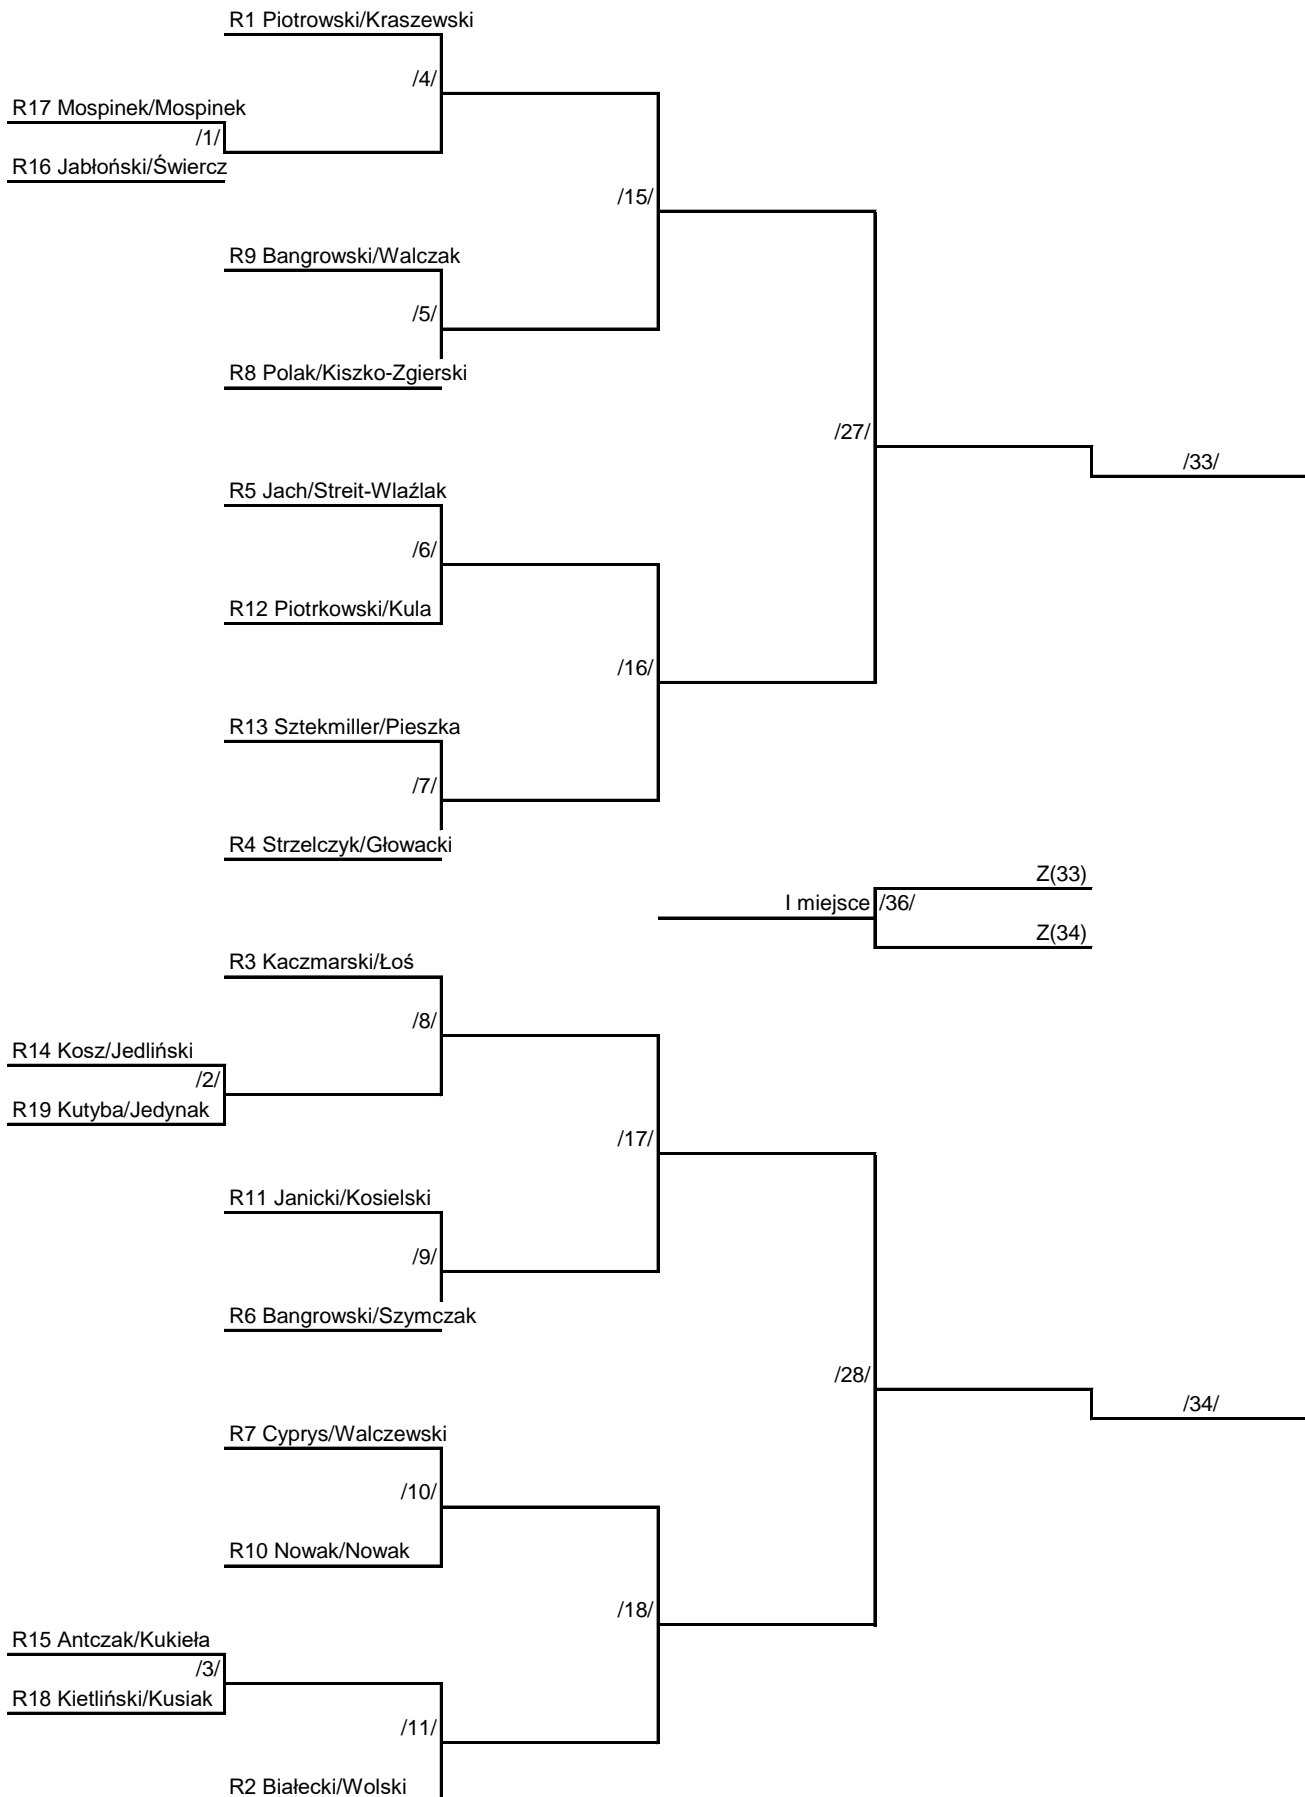 R1 Piotrowski/Kraszewski
/4/
R17 Mospinek/Mospinek
/1/
R16 Jabłoński/Świercz
/15/
R9 Bangrowski/Walczak
/5/
R8 Polak/Kiszko-Zgierski
/27/
/33/
R5 Jach/Streit-Wlaźlak
/6/
R12 Piotrkowski/Kula
/16/
R13 Sztekmiller/Pieszka
/7/
R4 Strzelczyk/Głowacki
Z(33)
I miejsce /36/
Z(34)
R3 Kaczmarski/Łoś
/8/
R14 Kosz/Jedliński
/2/
R19 Kutyba/Jedynak
/17/
R11 Janicki/Kosielski
/9/
R6 Bangrowski/Szymczak
/28/
/34/
R7 Cyprys/Walczewski
/10/
R10 Nowak/Nowak
/18/
R15 Antczak/Kukieła
/3/
R18 Kietliński/Kusiak
/11/
R2 Białecki/Wolski